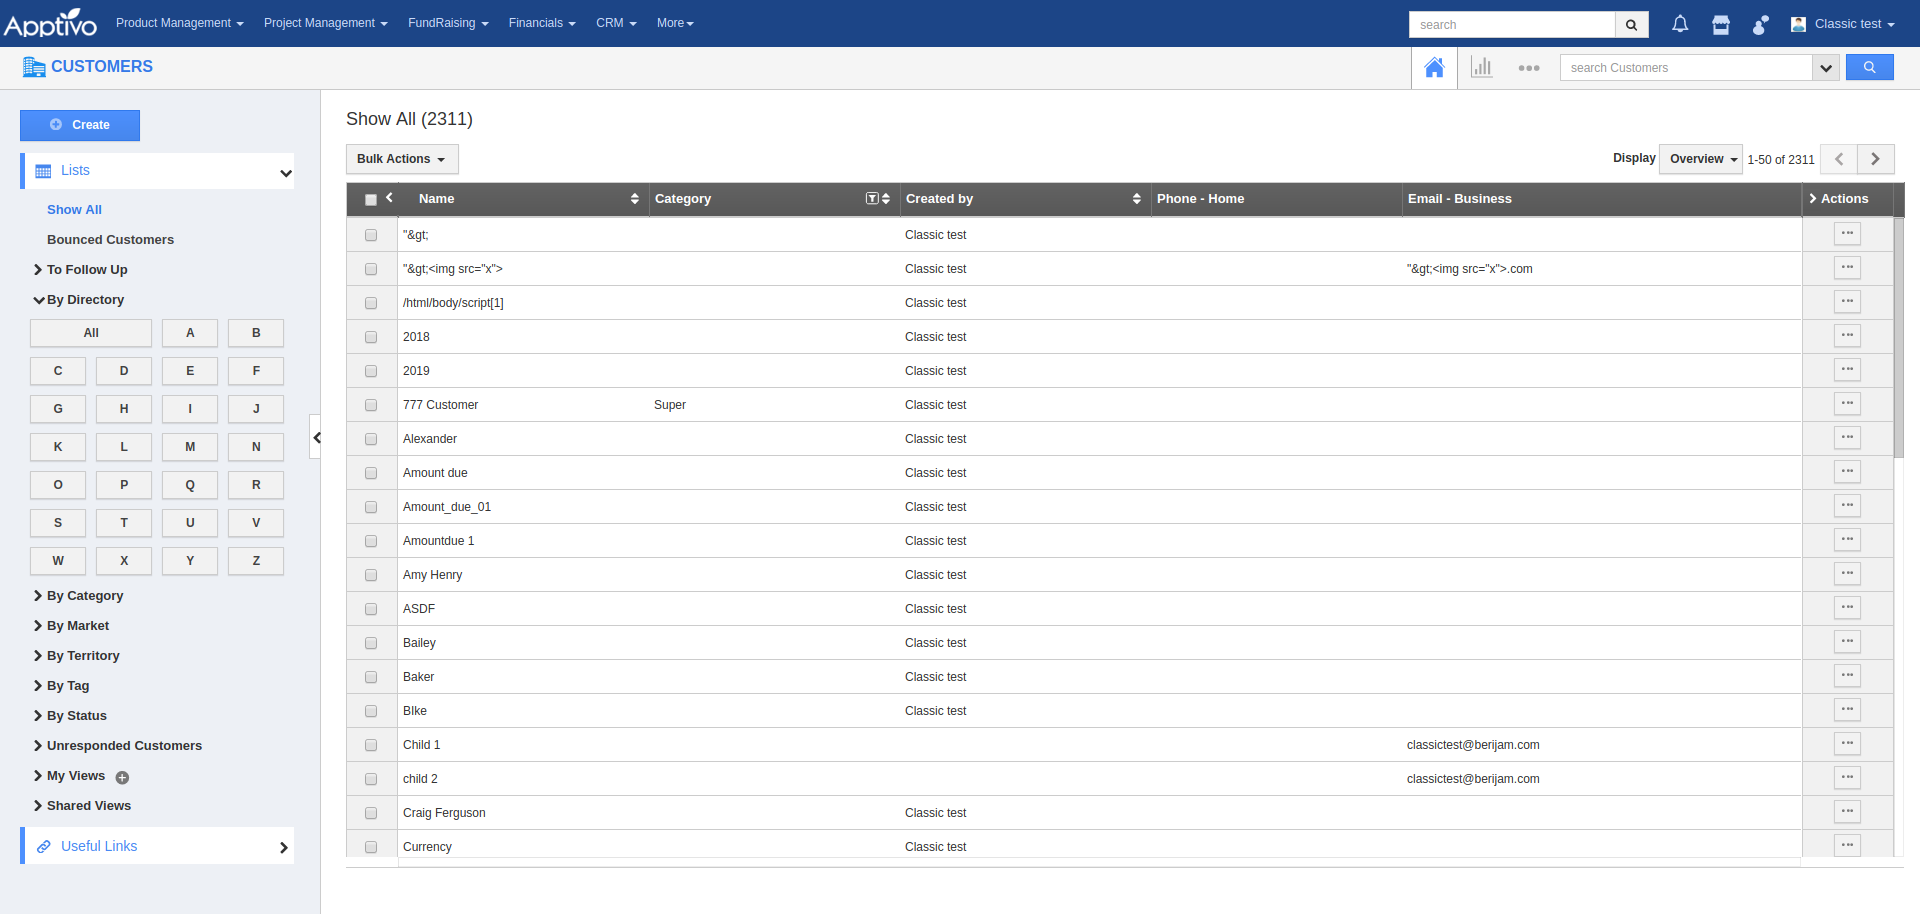 Apptivo Product Management Project Management FundRaising Financials CRM More search Classic test
CUSTOMERS search Customers
Create
Lists
Show All
Bounced Customers
To Follow Up
By Directory
All A B
C D E F
G H I J
K L M N
O P Q R
S T U V
W X Y Z
By Category
By Market
By Territory
By Tag
By Status
Unresponded Customers
My Views
Shared Views
Useful Links
Show All (2311)
Bulk Actions Display Overview 1-50 of 2311
Name Category Created by Phone - Home Email - Business Actions
"&gt; Classic test
"&gt;<img src="x"> Classic test "&gt;<img src="x">.com
/html/body/script[1] Classic test
2018 Classic test
2019 Classic test
777 Customer Super Classic test
Alexander Classic test
Amount due Classic test
Amount_due_01 Classic test
Amountdue 1 Classic test
Amy Henry Classic test
ASDF Classic test
Bailey Classic test
Baker Classic test
BIke Classic test
Child 1 classictest@berijam.com
child 2 classictest@berijam.com
Craig Ferguson Classic test
Currency Classic test